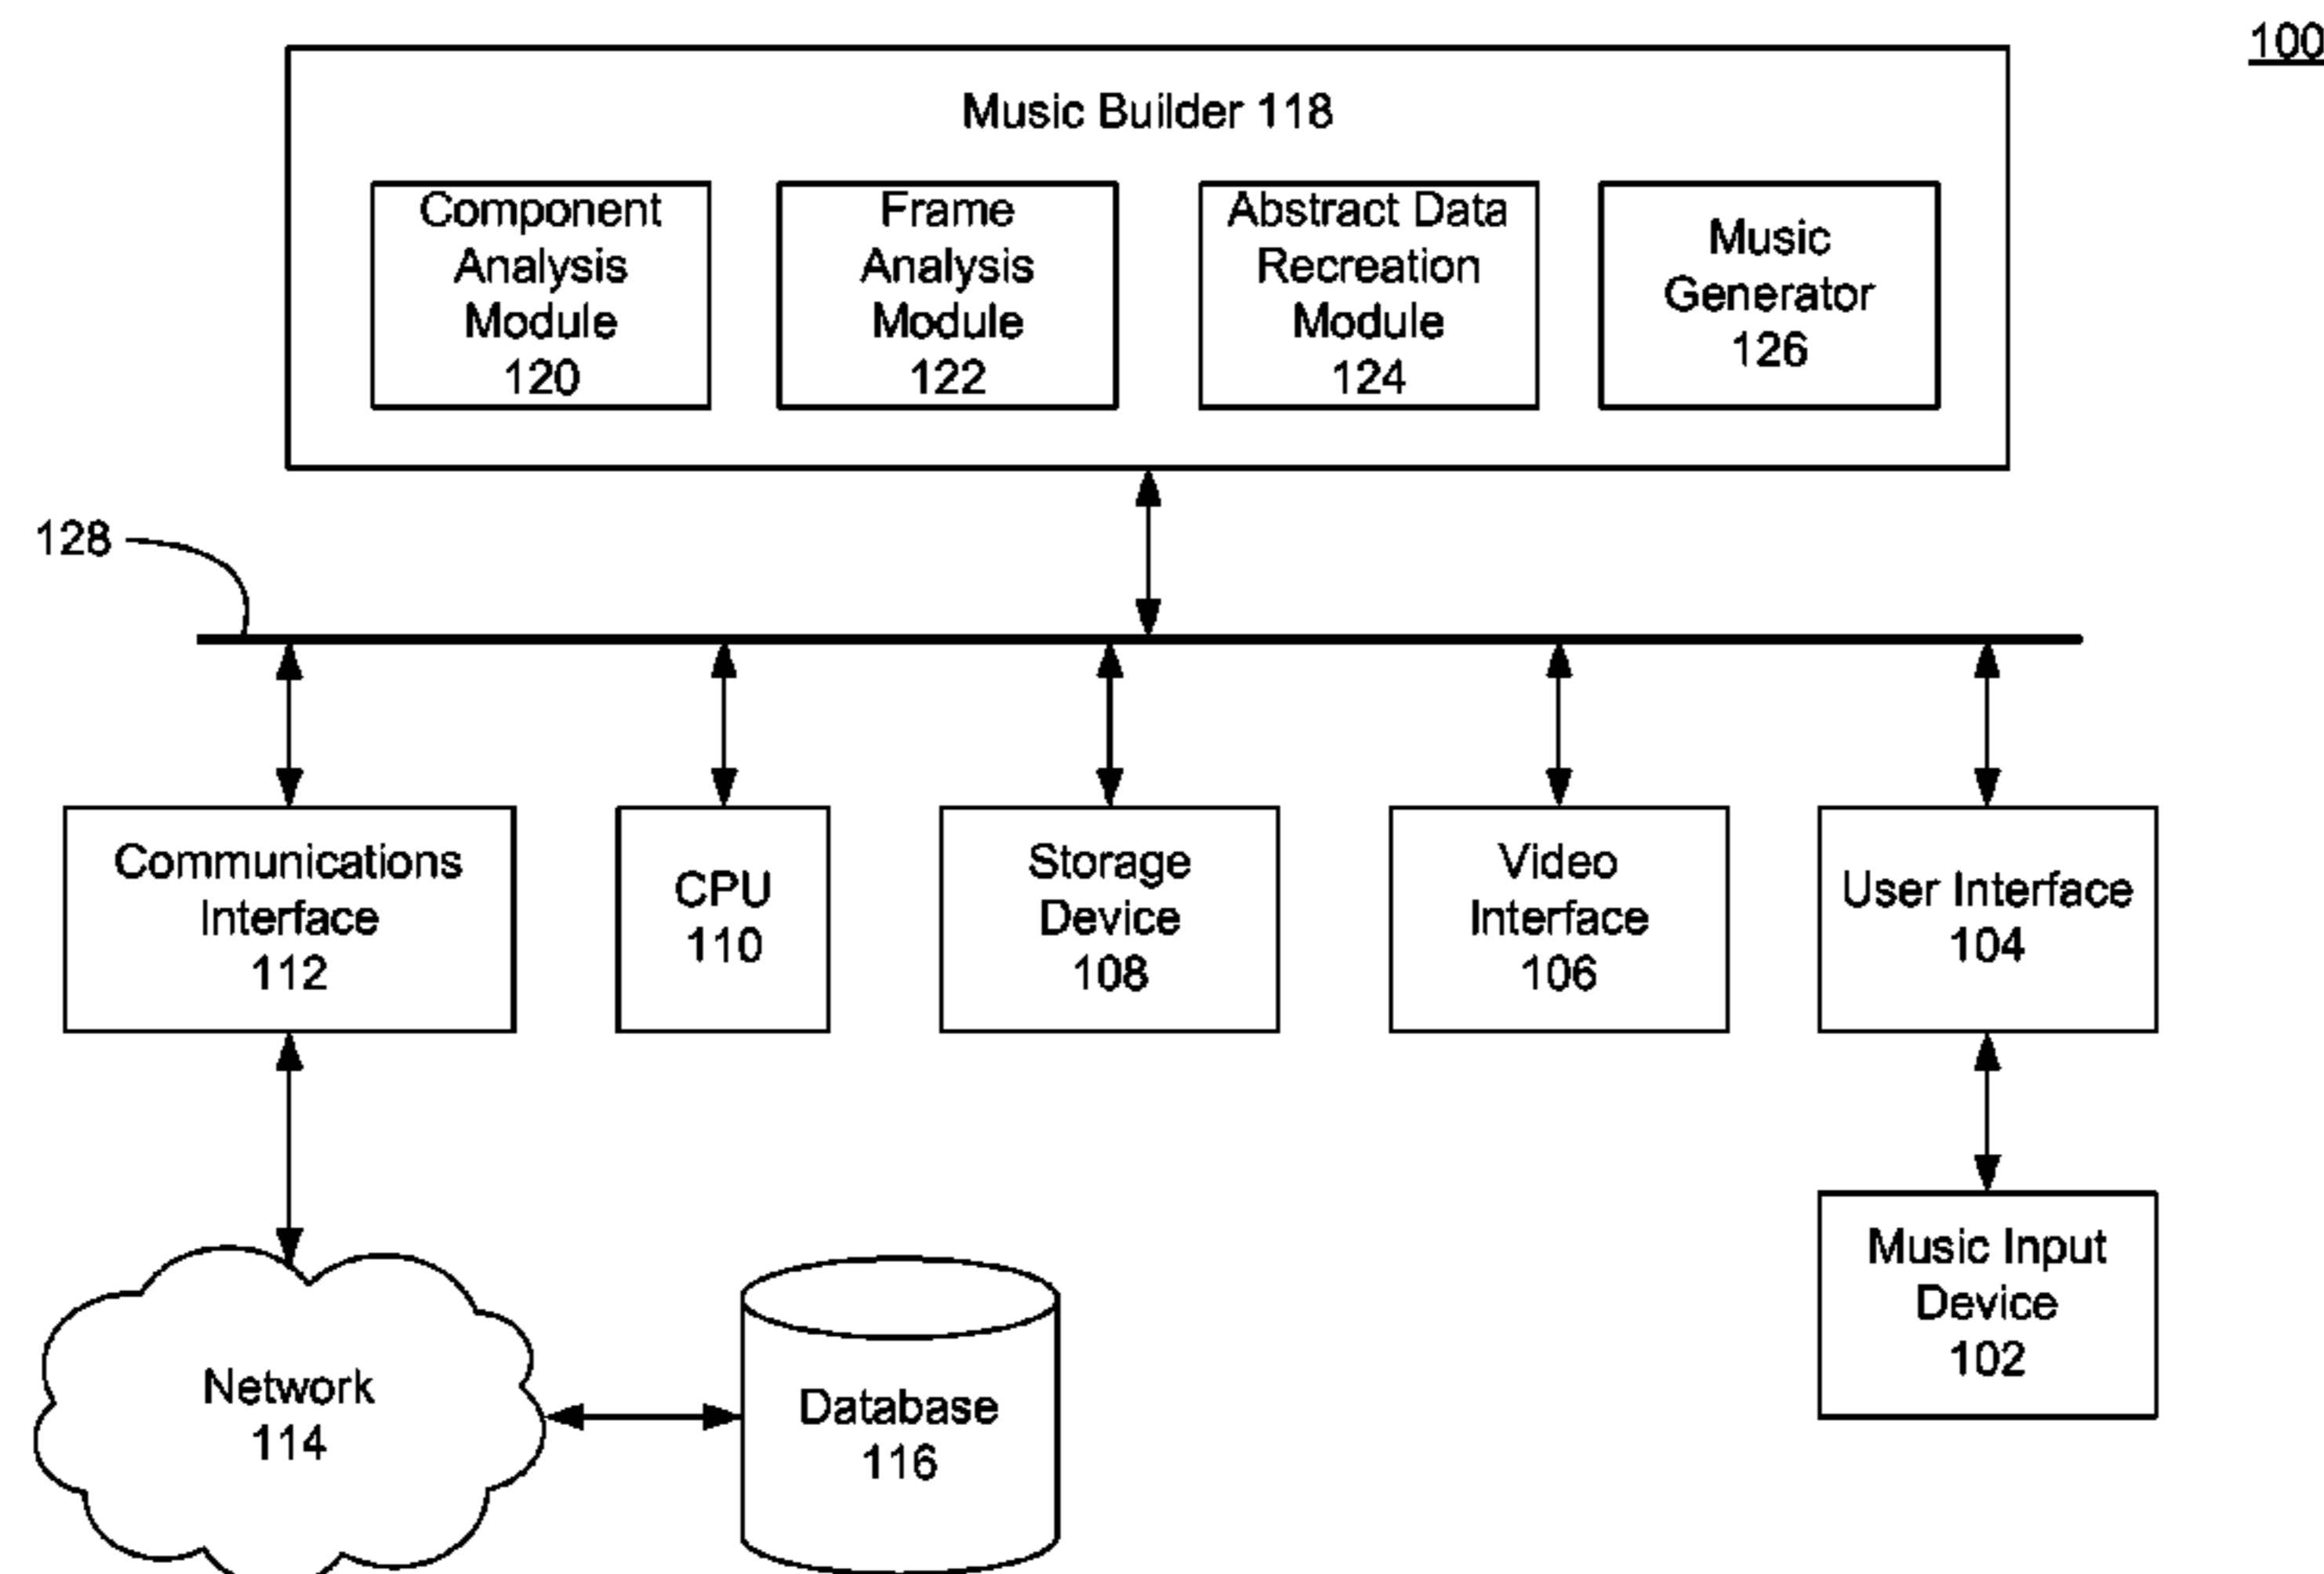 100
Music Builder 118
Component
Analysis
Module
120
Frame
Analysis
Module
122
Abstract Data
Recreation
Module
124
Music
Generator
126
128
Communications
Interface
112
CPU
110
Storage
Device
108
Video
Interface
106
User Interface
104
Music Input
Device
102
Network
114
Database
116